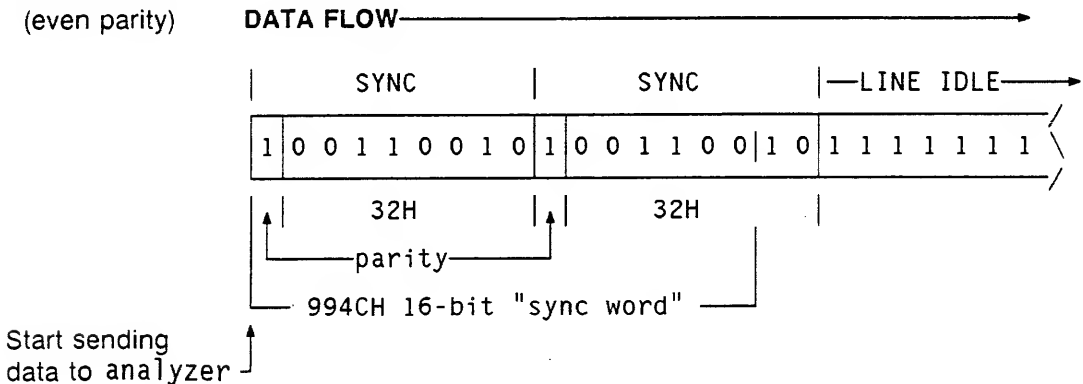 (even parity) DATA FLOW
SYNC SYNC LINE IDLE
1 0 0 1 1 0 0 1 0 1 0 0 1 1 0 0 1 0 1 1 1 1 1 1 1
32H 32H
parity
994CH 16-bit "sync word"
Start sending
data to analyzer